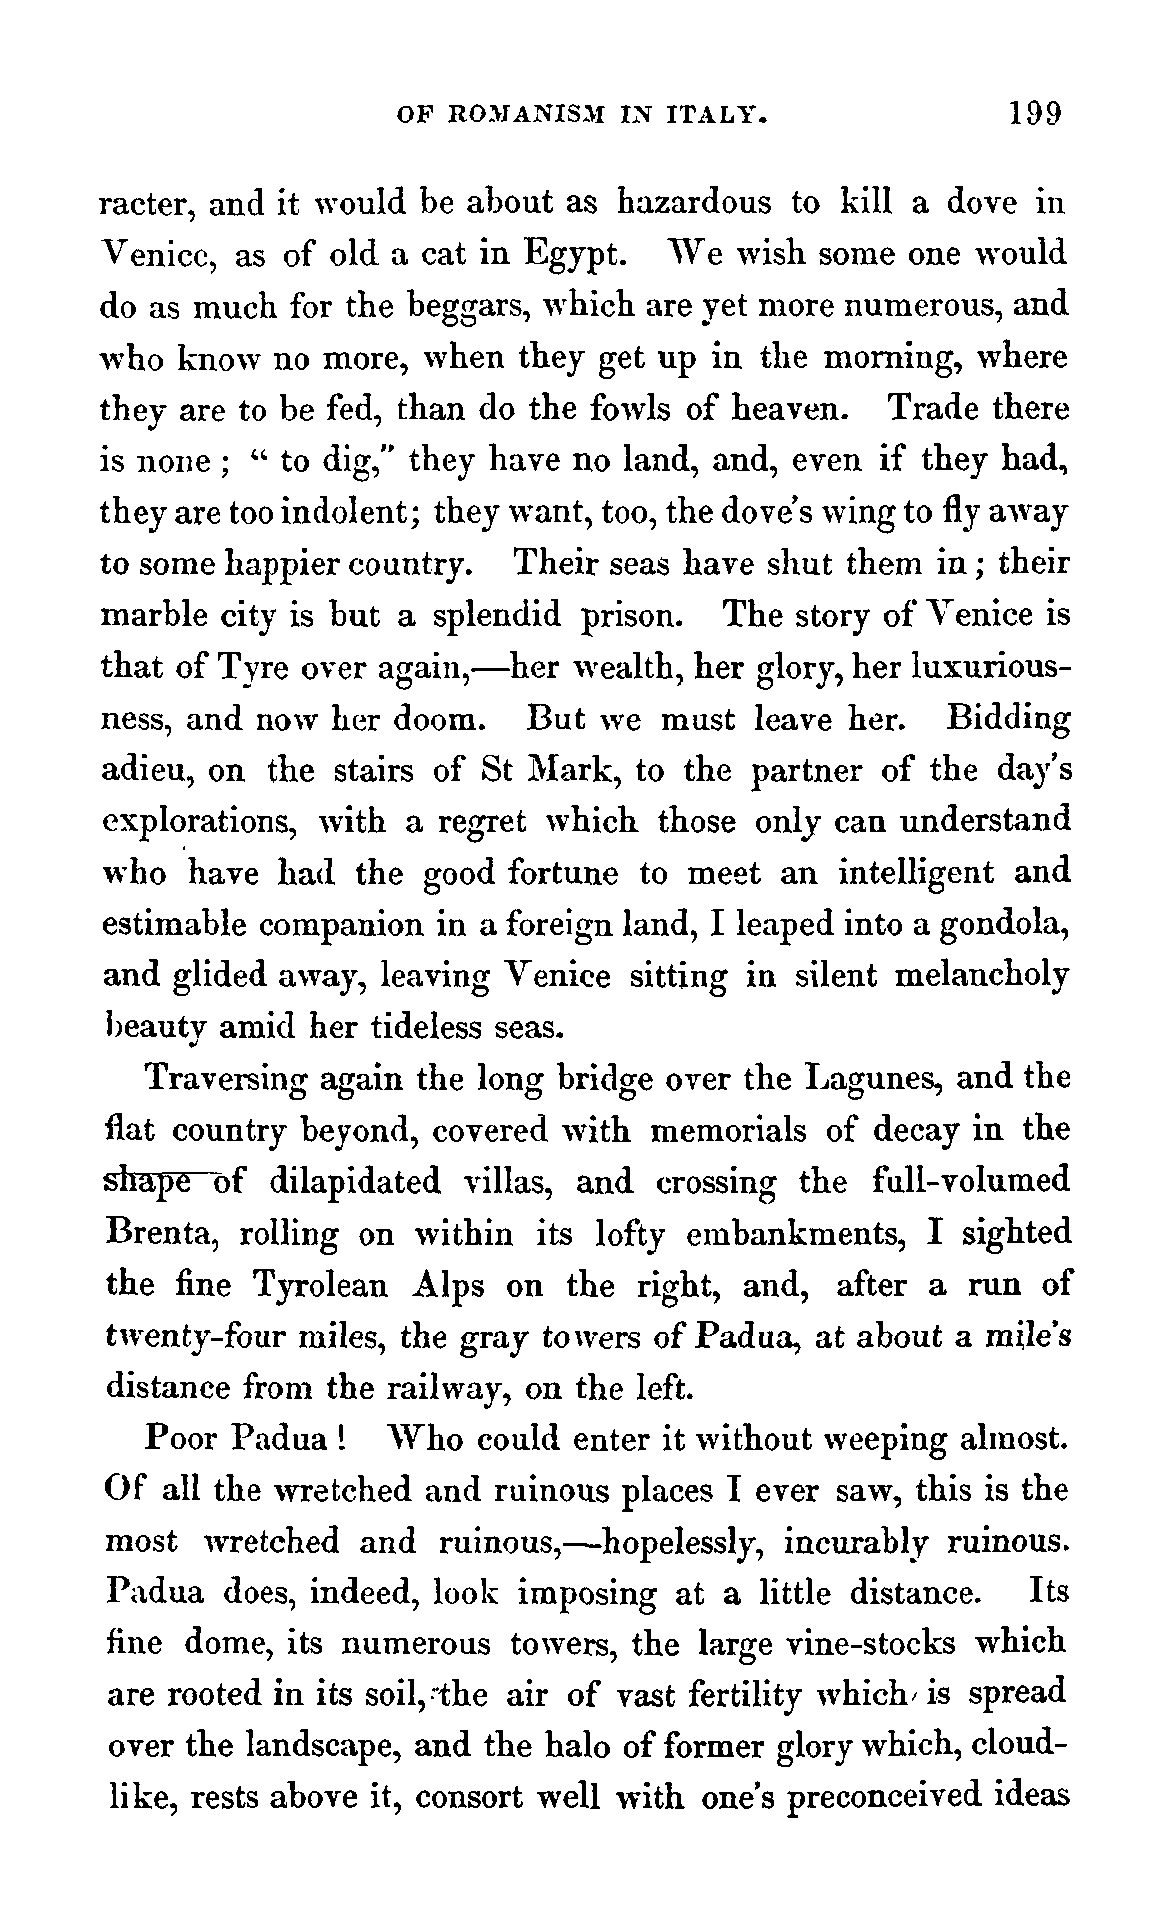 OF ROMANISM IN ITALY. 199
racter, and it would be about as hazardous to kill a dove in
Venice, as of old a cat in Egypt. We wish some one would
do as much for the beggars, which are yet more numerous, and
who know no more, when they get up in the morning, where
they are to be fed, than do the fowls of heaven. Trade there
is none ; “ to dig,” they have no land, and, even if they had,
they are too indolent; they want, too, the dove's wing to fly away
to some happier country. Their seas have shut them in ; their
marble city is but a splendid prison. The story of Venice is
that of Tyre over again,—her wealth, her glory, her luxurious-
ness, and now her doom. But we must leave her. Bidding
adieu, on the stairs of St Mark, to the partner of the day's
explorations, with a regret which those only can understand
who have had the good fortune to meet an intelligent and
estimable companion in a foreign land, I leaped into a gondola,
and glided away, leaving Venice sitting in silent melancholy
beauty amid her tideless seas.
Traversing again the long bridge over the Lagunes, and the
flat country beyond, covered with memorials of decay in the
shape of dilapidated villas, and crossing the full-volumed
Brenta, rolling on within its lofty embankments, I sighted
the fine Tyrolean Alps on the right, and, after a run of
twenty-four miles, the gray towers of Padua, at about a mile's
distance from the railway, on the left.
Poor Padua ! Who could enter it without weeping almost.
Of all the wretched and ruinous places I ever saw, this is the
most wretched and ruinous,—hopelessly, incurably ruinous.
Padua does, indeed, look imposing at a little distance. Its
fine dome, its numerous towers, the large vine-stocks which
are rooted in its soil, the air of vast fertility which is spread
over the landscape, and the halo of former glory which, cloud-
like, rests above it, consort well with one's preconceived ideas